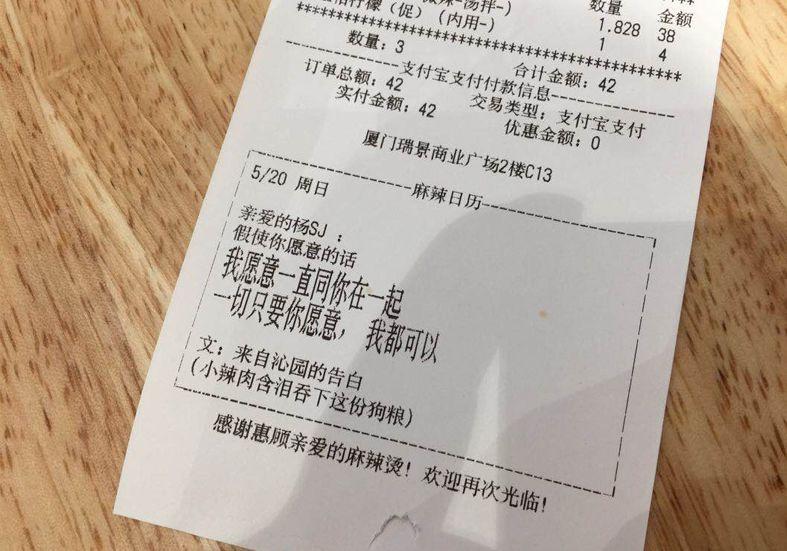 汤拌-) 数量 金额
柠檬（促）（内用-) 1.828 38
1 4
****************************************
数量: 3 合计金额: 42
------------支付宝支付付款信息------------
订单总额: 42 交易类型: 支付宝支付
实付金额: 42 优惠金额: 0
厦门瑞景商业广场2楼C13
5/20 周日 麻辣日历
亲爱的杨SJ :
假使你愿意的话
我愿意一直同你在一起
一切只要你愿意， 我都可以
文: 来自沁园的告白
(小辣肉含泪吞下这份狗粮)
感谢惠顾亲爱的麻辣烫! 欢迎再次光临!